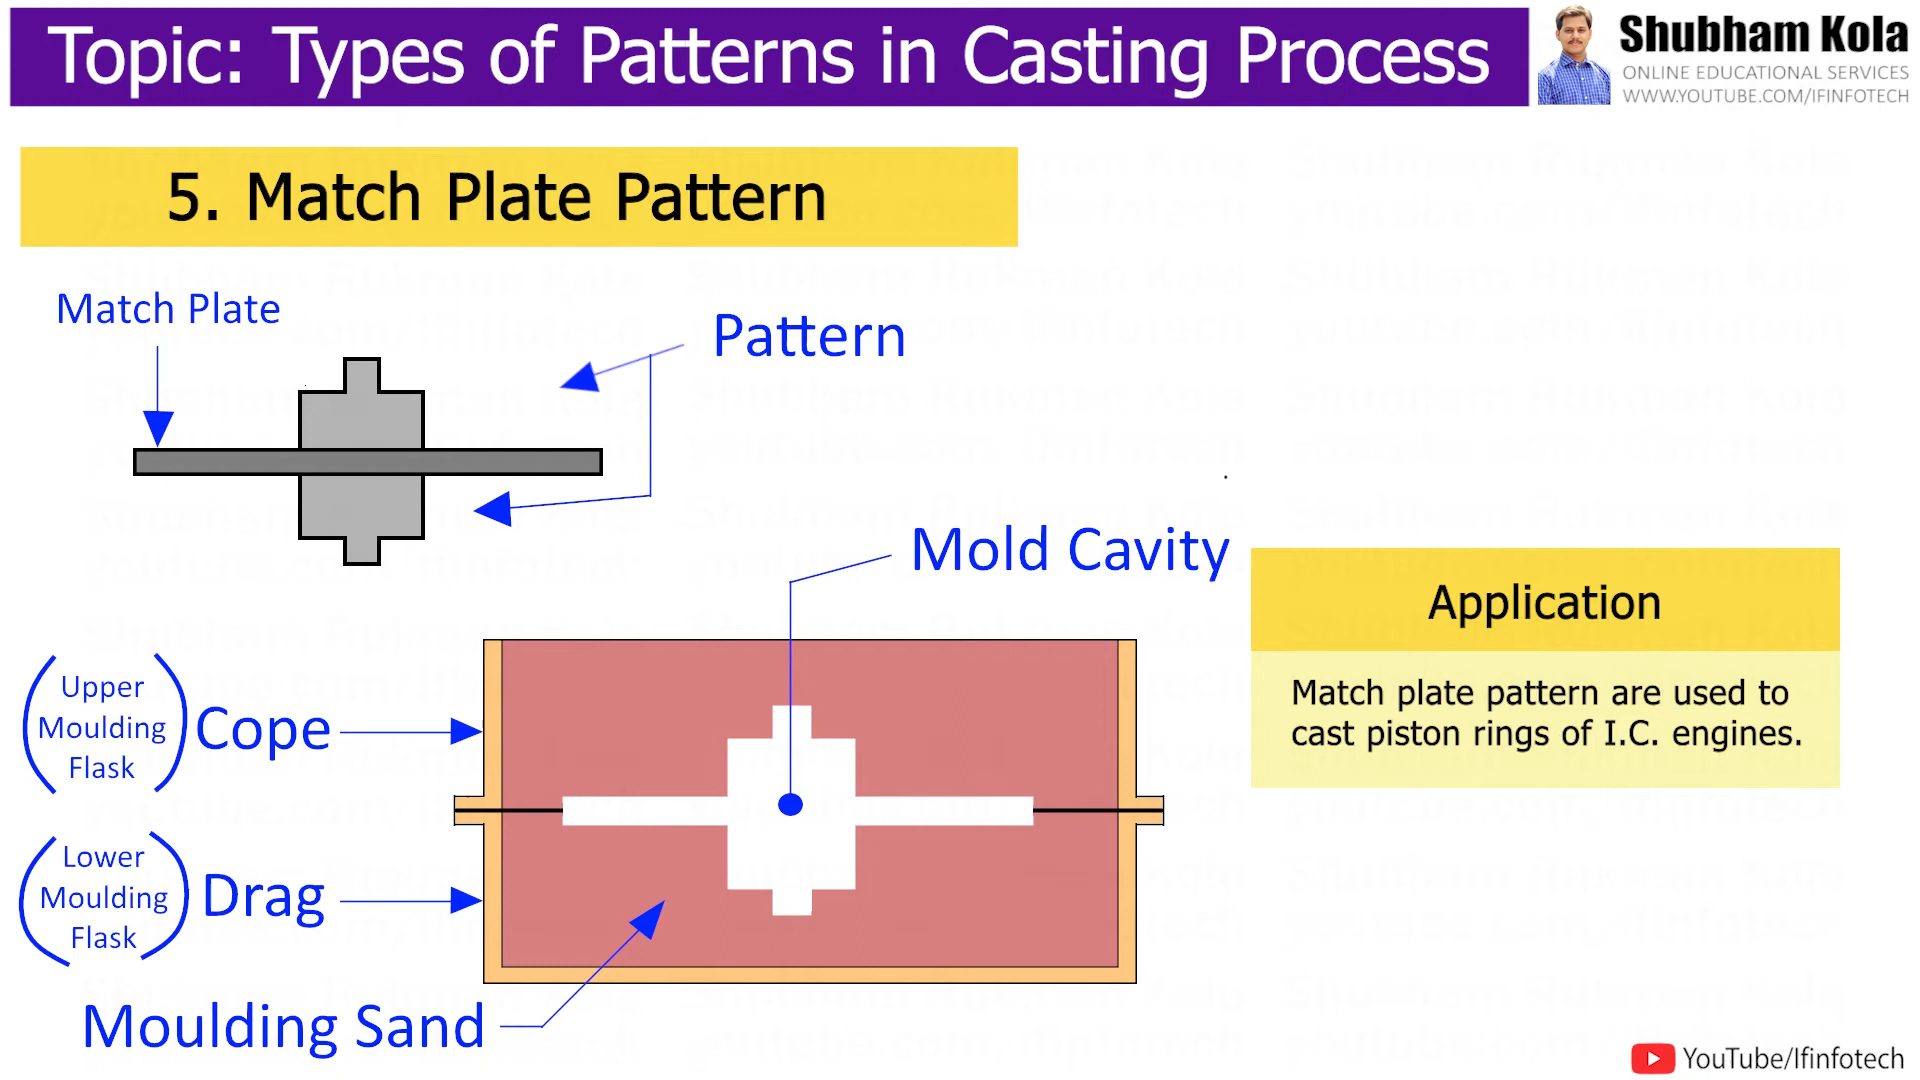 Topic: Types of Patterns in Casting Process
Shubham Kola
ONLINE EDUCATIONAL SERVICES
WWW.YOUTUBE.COM/IFINFOTECH
5. Match Plate Pattern
Match Plate
Pattern
Mold Cavity
Application
Match plate pattern are used to
cast piston rings of I.C. engines.
Upper
Moulding
Flask
Cope
Lower
Moulding
Flask
Drag
Moulding Sand
YouTube/Ifinfotech